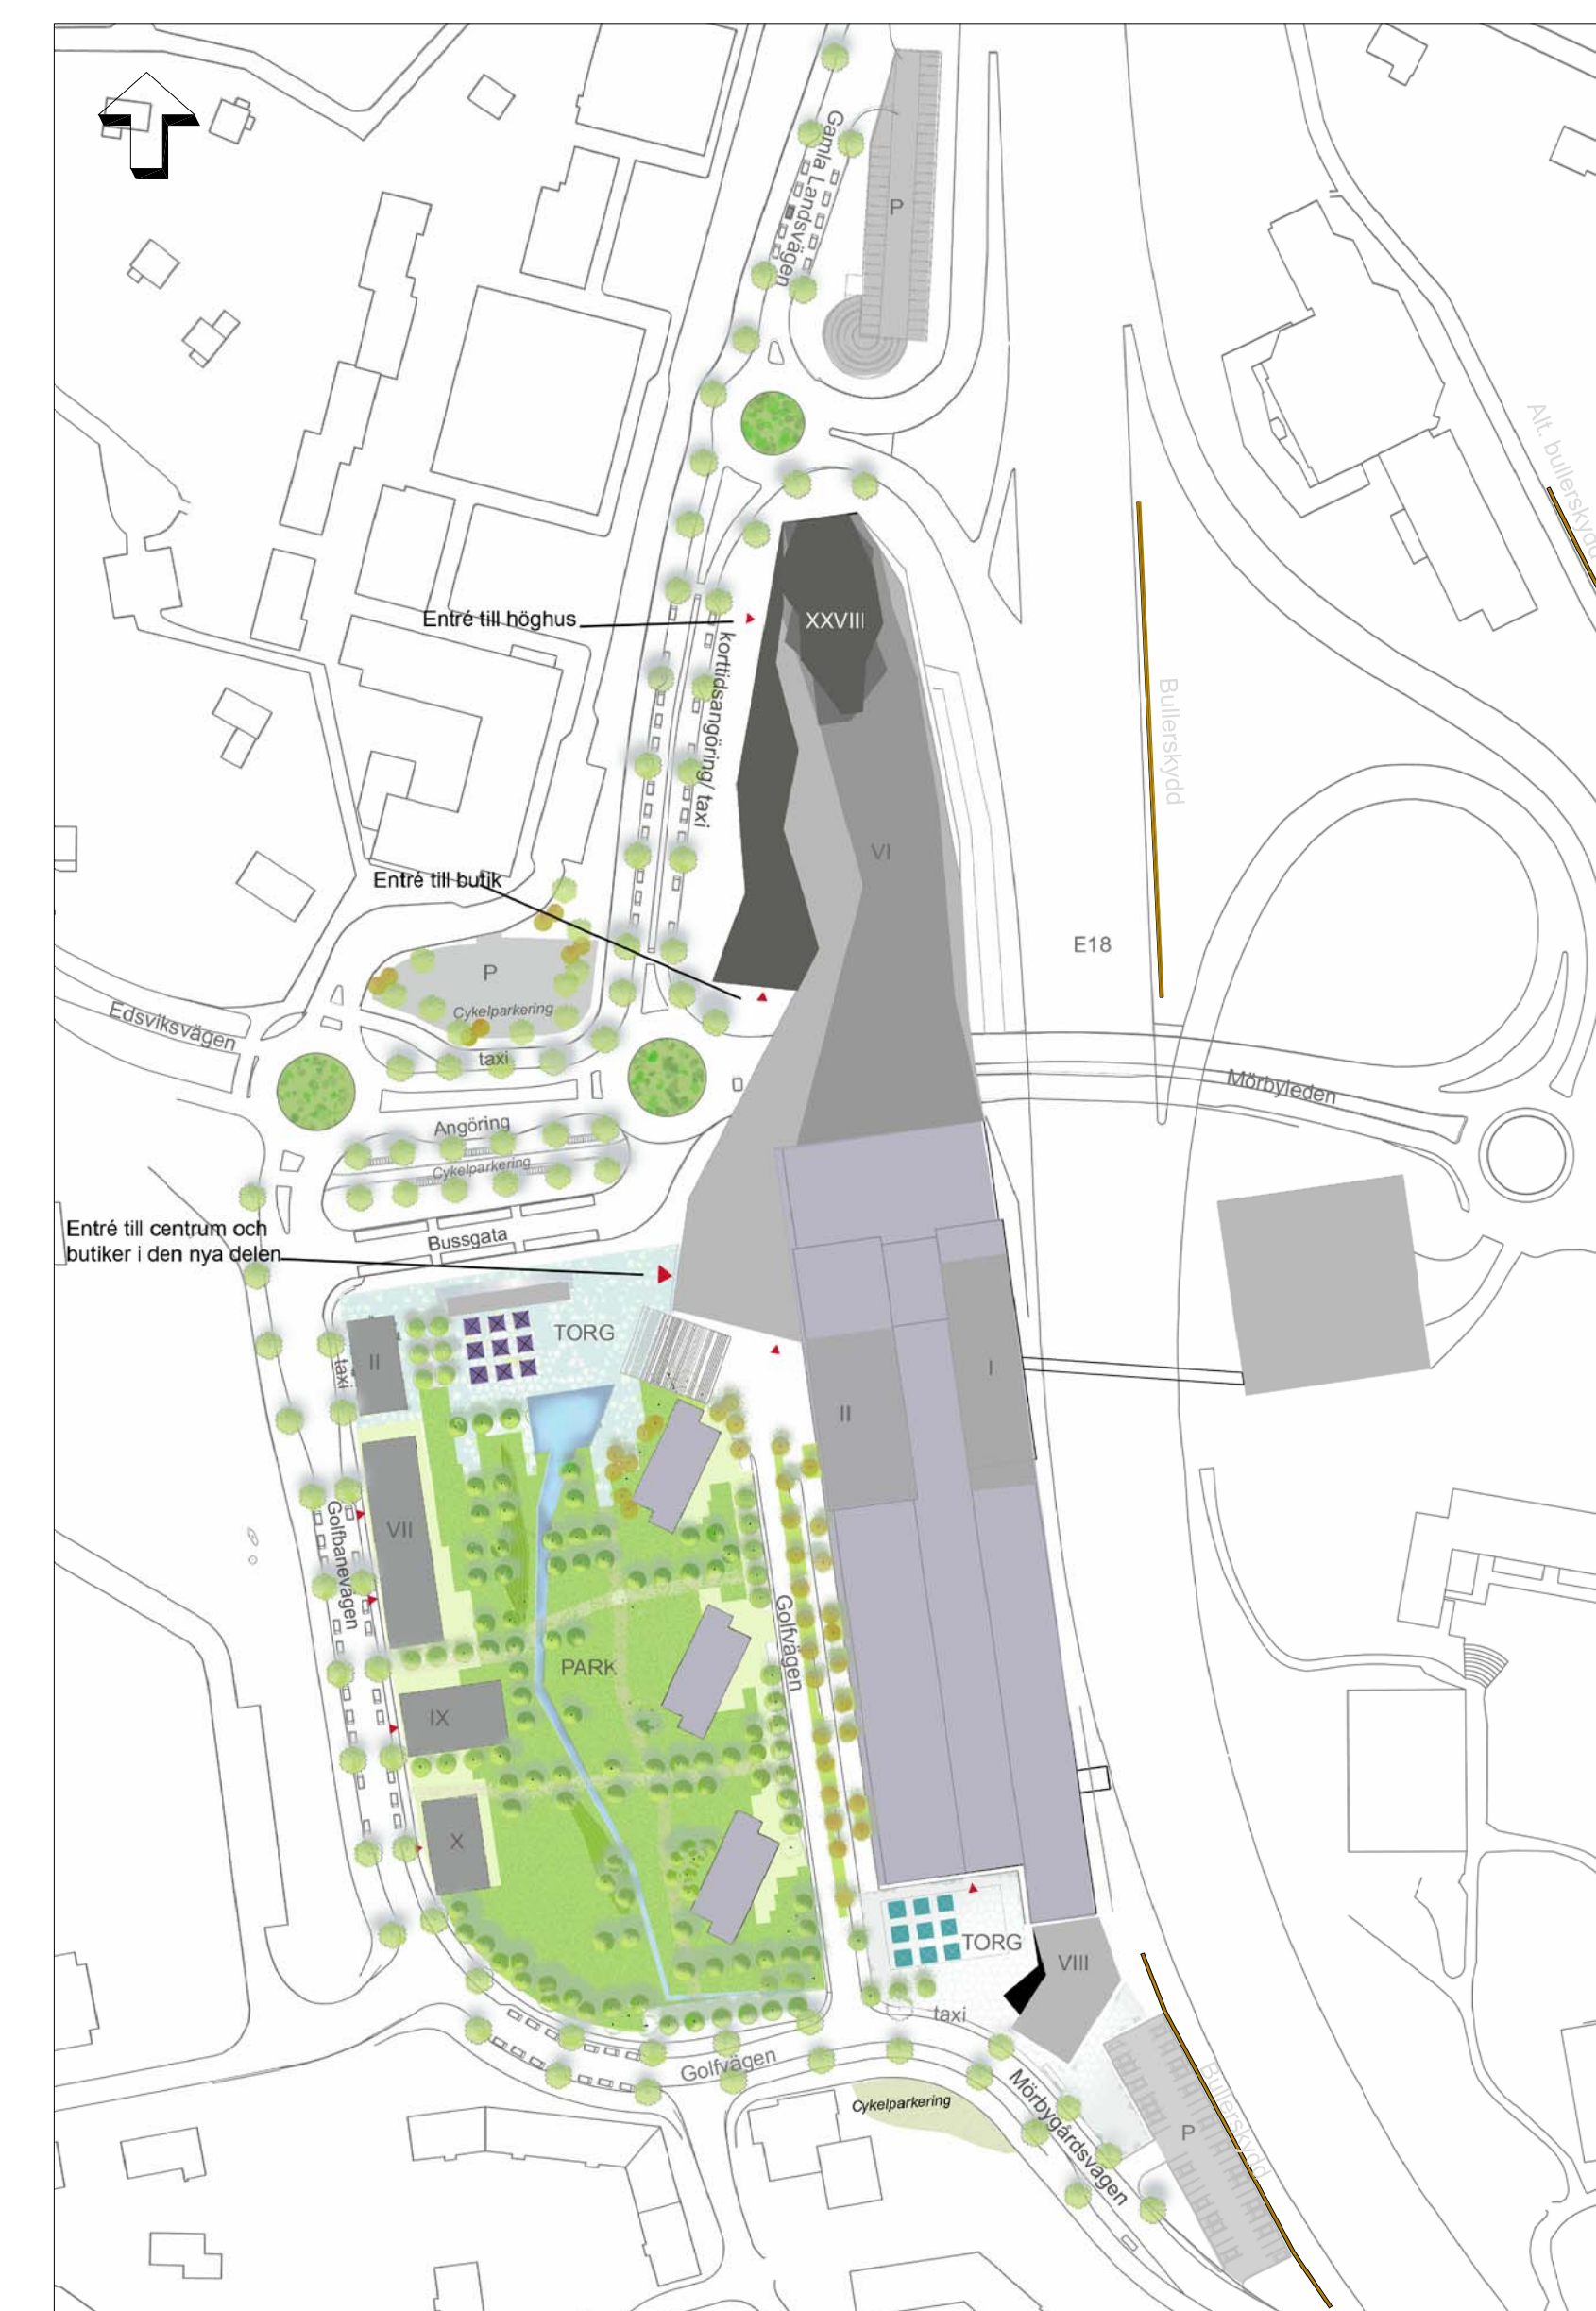 Gamla Landsvägen
P
Alt. bullerskydd
Entré till höghus
XXVIII
korttidsangöring/ taxi
Bullerskydd
VI
Entré till butik
E18
P
Cykelparkering
Edsviksvägen
taxi
Mörbyleden
Angöring
Cykelparkering
Entré till centrum och
butiker i den nya delen
Bussgata
TORG
II
taxi
I
II
VII
Golfbanevägen
Golfvägen
PARK
IX
X
TORG
VIII
taxi
Golfvägen
Cykelparkering
Mörbygårdsvägen
P
Bullerskydd